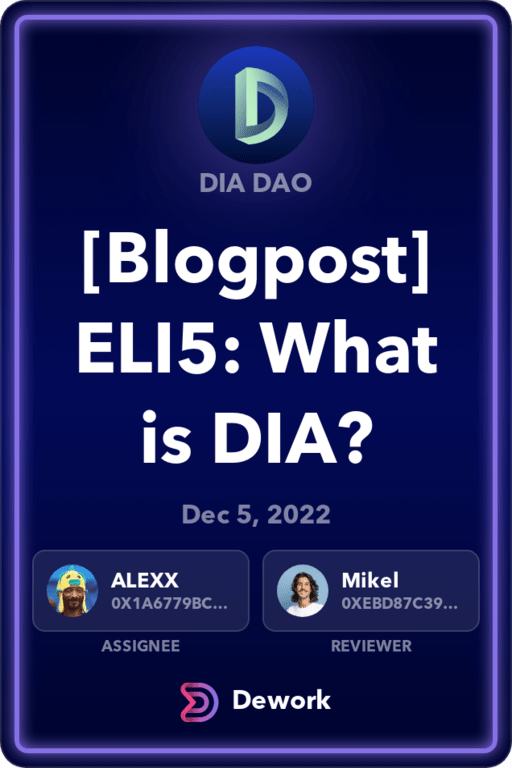 DIA DAO
[Blogpost]
ELI5: What
is DIA?
Dec 5, 2022
ALEXX
0X1A6779BC...
ASSIGNEE
Mikel
0XEBD87C39...
REVIEWER
Dework